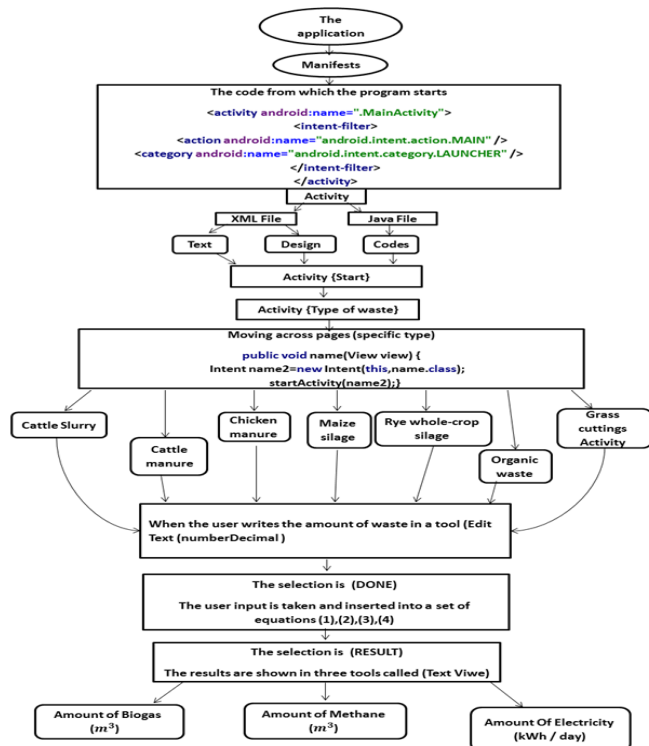 The
application
Manifests
The code from which the program starts
<activity android:name=".MainActivity">
<intent-filter>
<action android:name="android.intent.action.MAIN" />
<category android:name="android.intent.category.LAUNCHER" />
</intent-filter>
</activity>
Activity
XML File
Java File
Text
Design
Codes
Activity {Start}
Activity {Type of waste}
Moving across pages (specific type)
public void name(View view) {
Intent name2=new Intent(this,name.class);
startActivity(name2);}
Cattle Slurry
Cattle
manure
Chicken
manure
Maize
silage
Rye whole-crop
silage
Organic
waste
Grass
cuttings
Activity
When the user writes the amount of waste in a tool (Edit
Text (numberDecimal )
The selection is (DONE)
The user input is taken and inserted into a set of
equations (1),(2),(3),(4)
The selection is (RESULT)
The results are shown in three tools called (Text Viwe)
Amount of Biogas
(m³)
Amount of Methane
(m³)
Amount Of Electricity
(kWh / day)